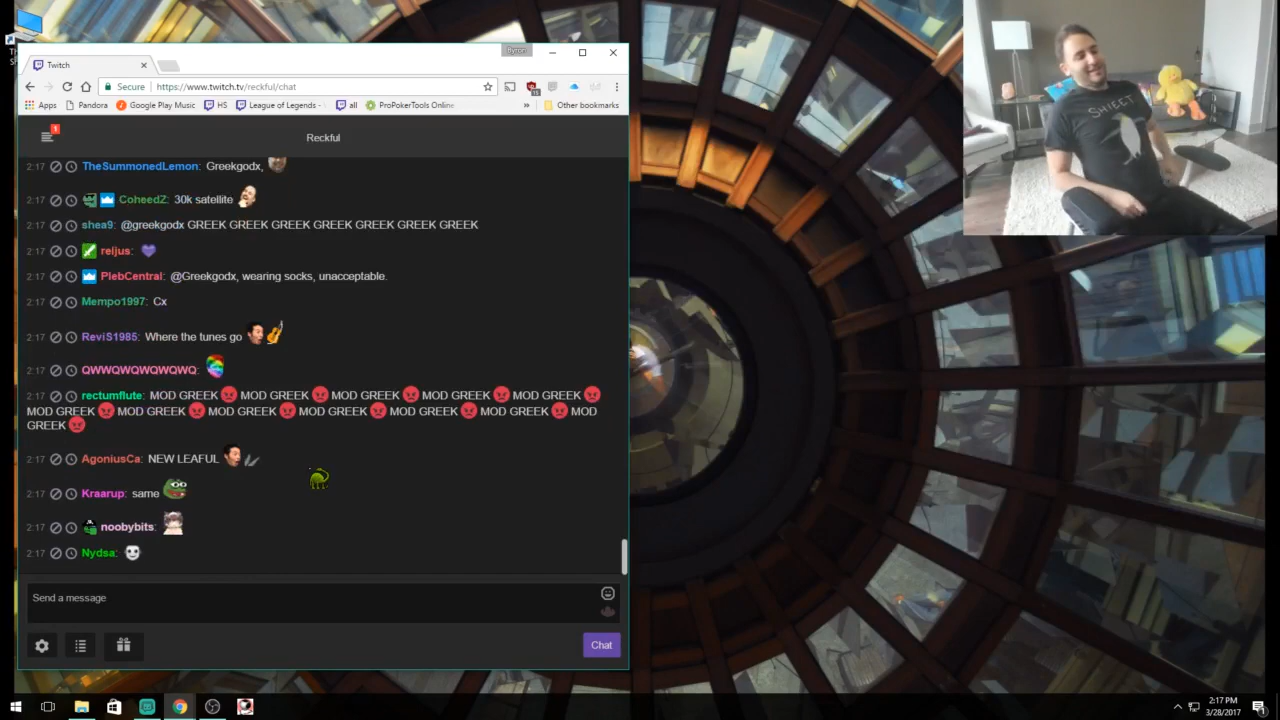 Byron
Twitch
Secure
https://www.twitch.tv/reckful/chat
15
Apps
Pandora
Google Play Music
HS
League of Legends -
all
ProPokerTools Online
»
Other bookmarks
1
Reckful
2:17 TheSummonedLemon: Greekgodx,
2:17 CoheedZ: 30k satellite
2:17 shea9: @greekgodx GREEK GREEK GREEK GREEK GREEK GREEK GREEK
2:17 reljus:
2:17 PlebCentral: @Greekgodx, wearing socks, unacceptable.
2:17 Mempo1997: Cx
2:17 ReviS1985: Where the tunes go
2:17 QWWQWQWQWQWQ:
2:17 rectumflute: MOD GREEK MOD GREEK MOD GREEK MOD GREEK MOD GREEK
MOD GREEK MOD GREEK MOD GREEK MOD GREEK MOD GREEK MOD GREEK MOD
GREEK
2:17 AgoniusCa: NEW LEAFUL
2:17 Kraarup: same
2:17 noobybits:
2:17 Nydsa:
Send a message
Chat
SHIECT
2:17 PM
3/28/2017
1